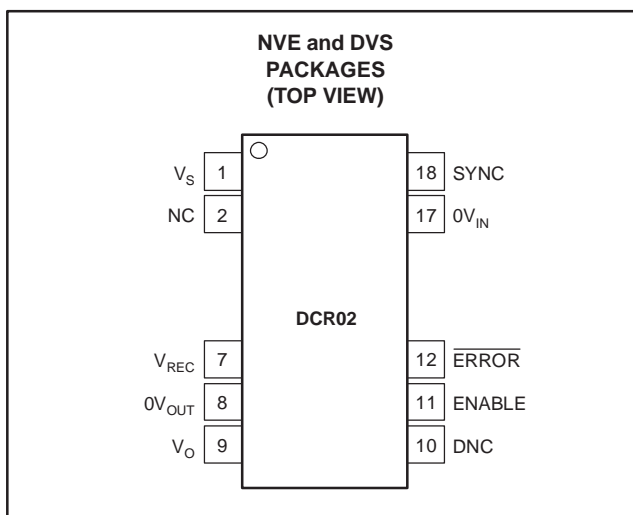 NVE and DVS
PACKAGES
(TOP VIEW)
V_S 1 18 SYNC
NC 2 17 0V_IN
DCR02
V_REC 7 12 E̅R̅R̅O̅R̅
0V_OUT 8 11 ENABLE
V_O 9 10 DNC